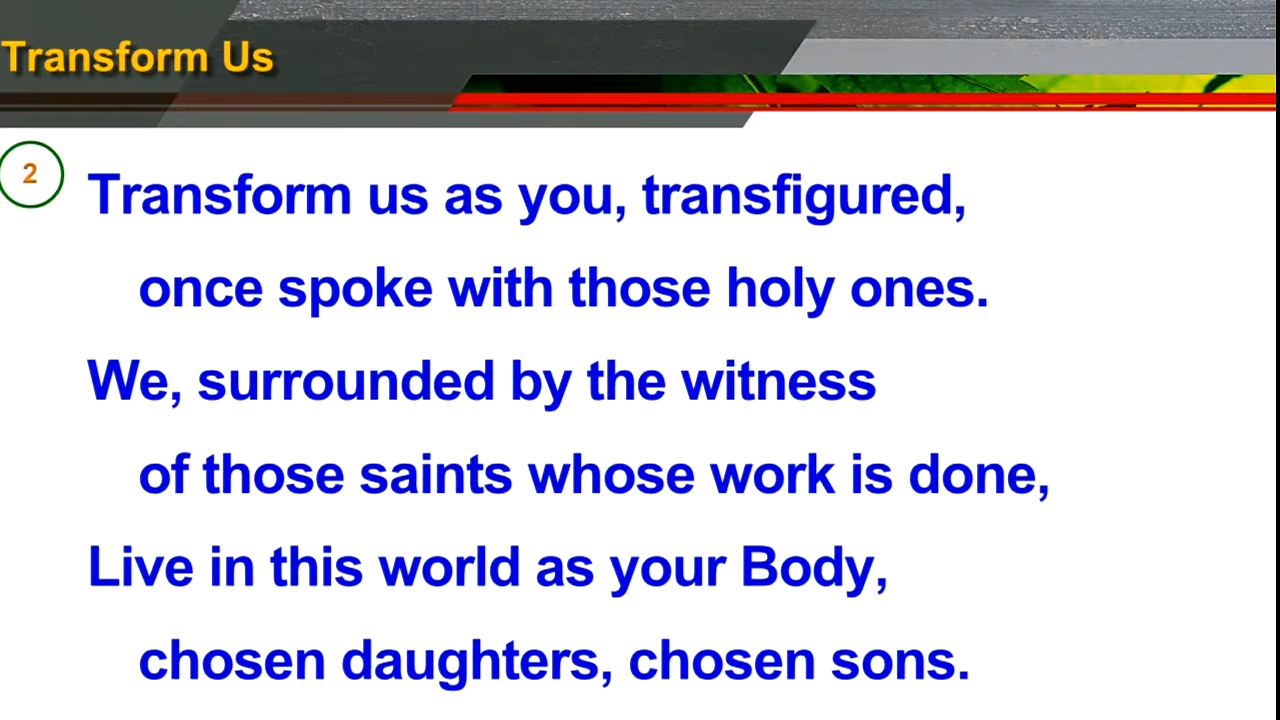 Transform Us
2
Transform us as you, transfigured,
once spoke with those holy ones.
We, surrounded by the witness
of those saints whose work is done,
Live in this world as your Body,
chosen daughters, chosen sons.